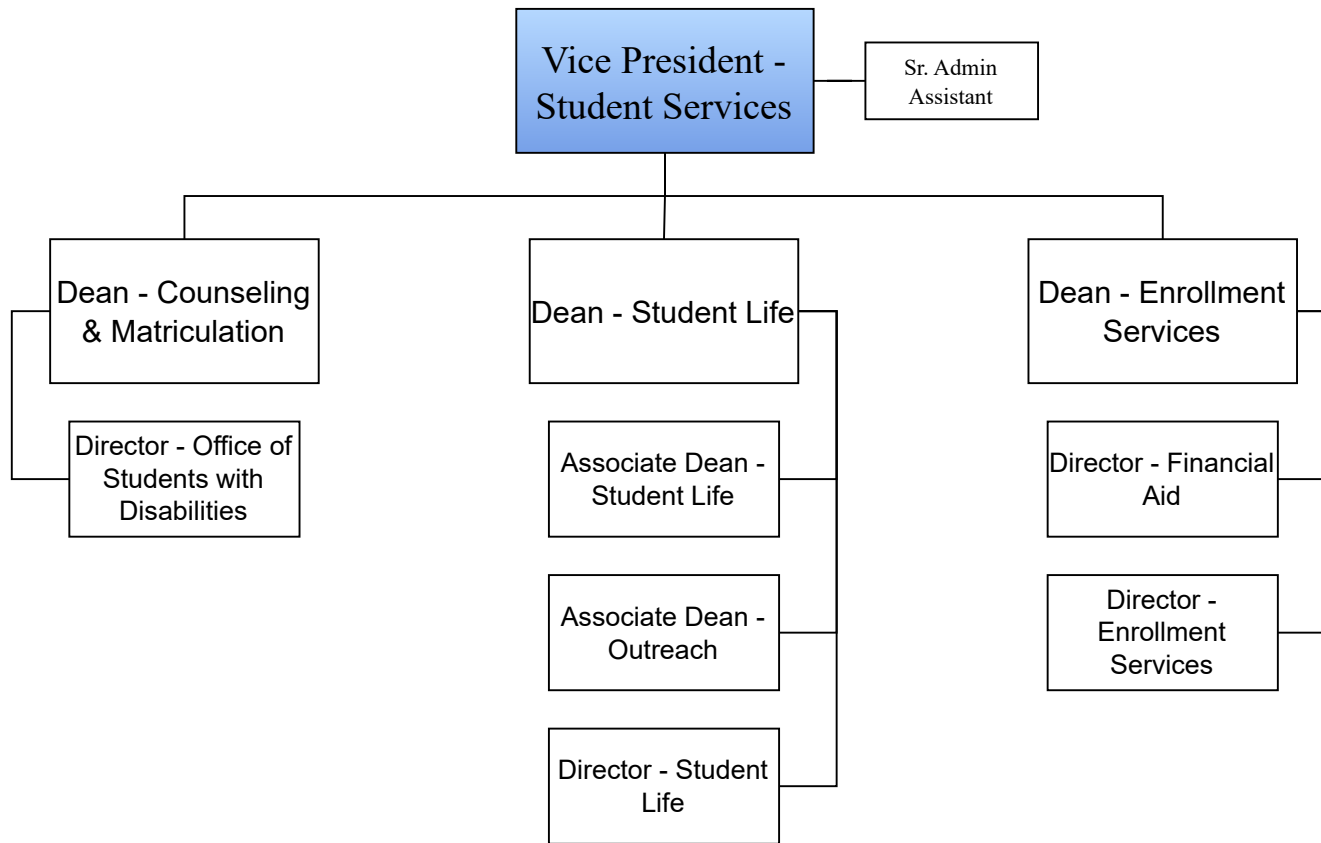 Vice President -
Student Services
Sr. Admin
Assistant
Dean - Counseling
& Matriculation
Dean - Student Life
Dean - Enrollment
Services
Director - Office of
Students with
Disabilities
Associate Dean -
Student Life
Director - Financial
Aid
Associate Dean -
Outreach
Director -
Enrollment
Services
Director - Student
Life